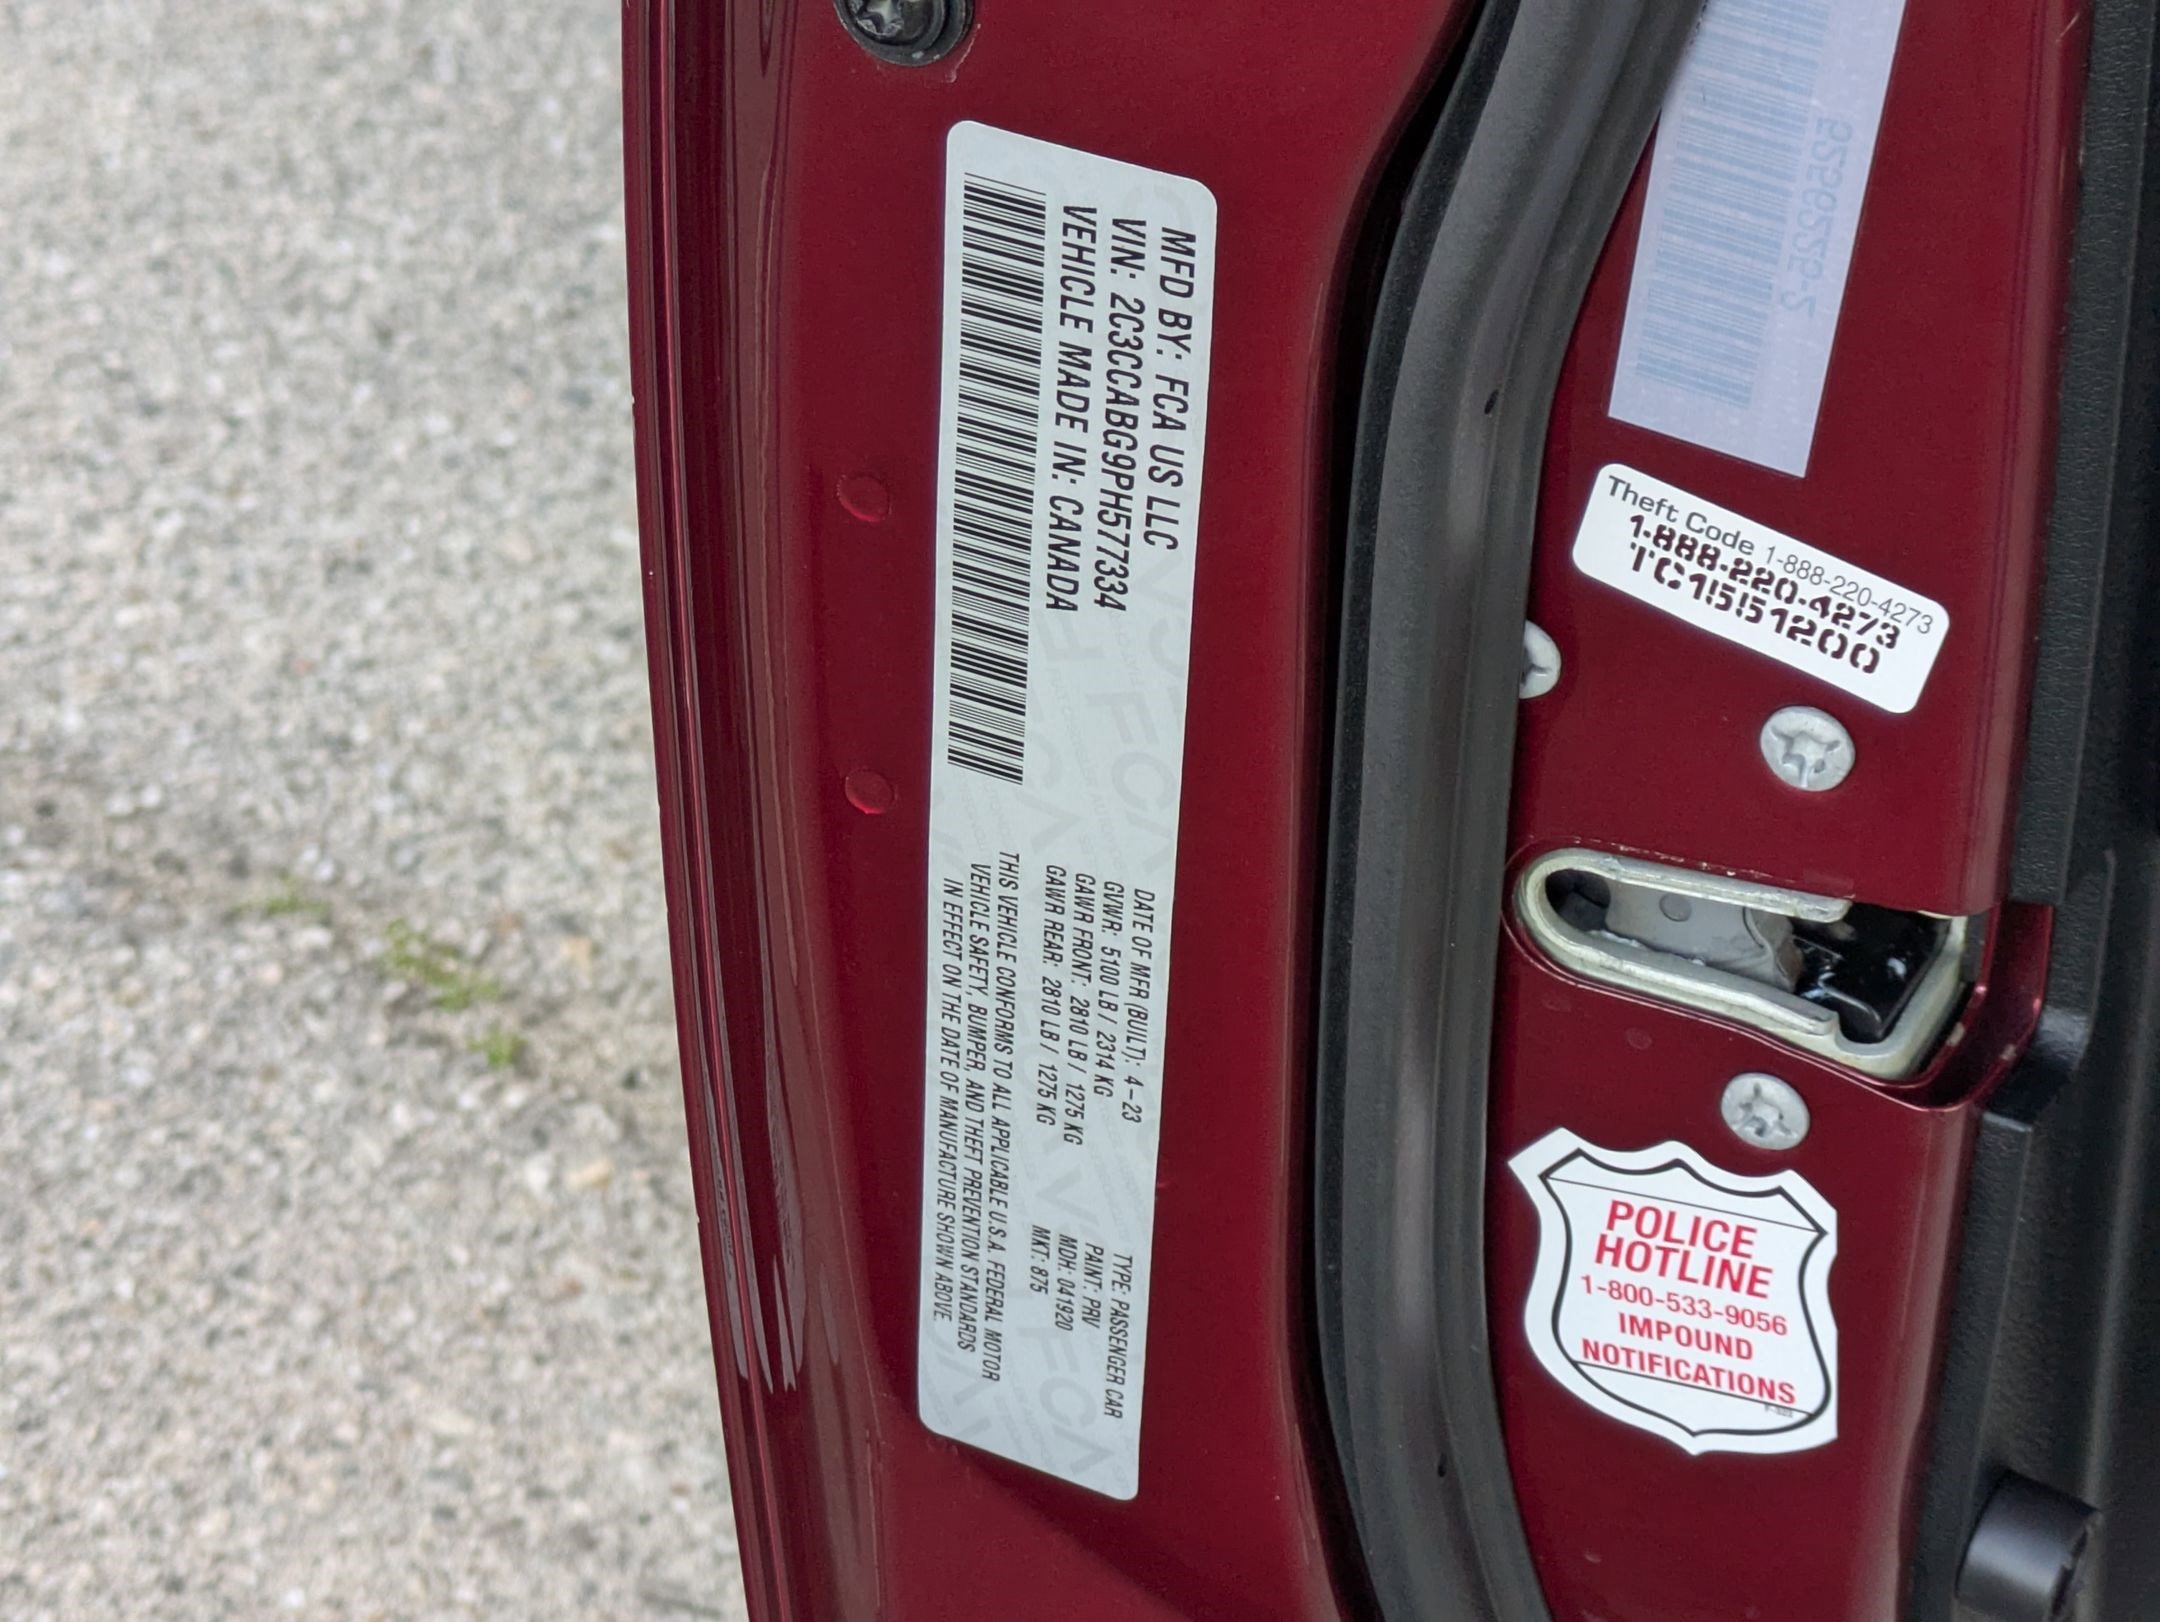 MFD BY: FCA US LLC
VIN: 2C3CCABG9PH577334
VEHICLE MADE IN: CANADA
DATE OF MFR (BUILT): 4-23
GVWR: 5100 LB / 2314 KG
GAWR FRONT: 2810 LB / 1275 KG
GAWR REAR: 2810 LB / 1275 KG
TYPE: PASSENGER CAR
PAINT: PRV
MDH: 041920
MKT: 875
THIS VEHICLE CONFORMS TO ALL APPLICABLE U.S.A. FEDERAL MOTOR
VEHICLE SAFETY, BUMPER, AND THEFT PREVENTION STANDARDS
IN EFFECT ON THE DATE OF MANUFACTURE SHOWN ABOVE.
5256225-2
Theft Code 1-888-220-4273
1-888-220-4273
TC1551200
POLICE
HOTLINE
1-800-533-9056
IMPOUND
NOTIFICATIONS